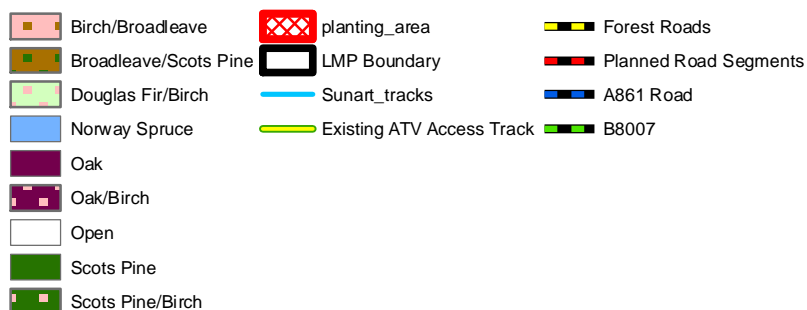 Birch/Broadleave
Broadleave/Scots Pine
Douglas Fir/Birch
Norway Spruce
Oak
Oak/Birch
Open
Scots Pine
Scots Pine/Birch
planting_area
LMP Boundary
Sunart_tracks
Existing ATV Access Track
Forest Roads
Planned Road Segments
A861 Road
B8007